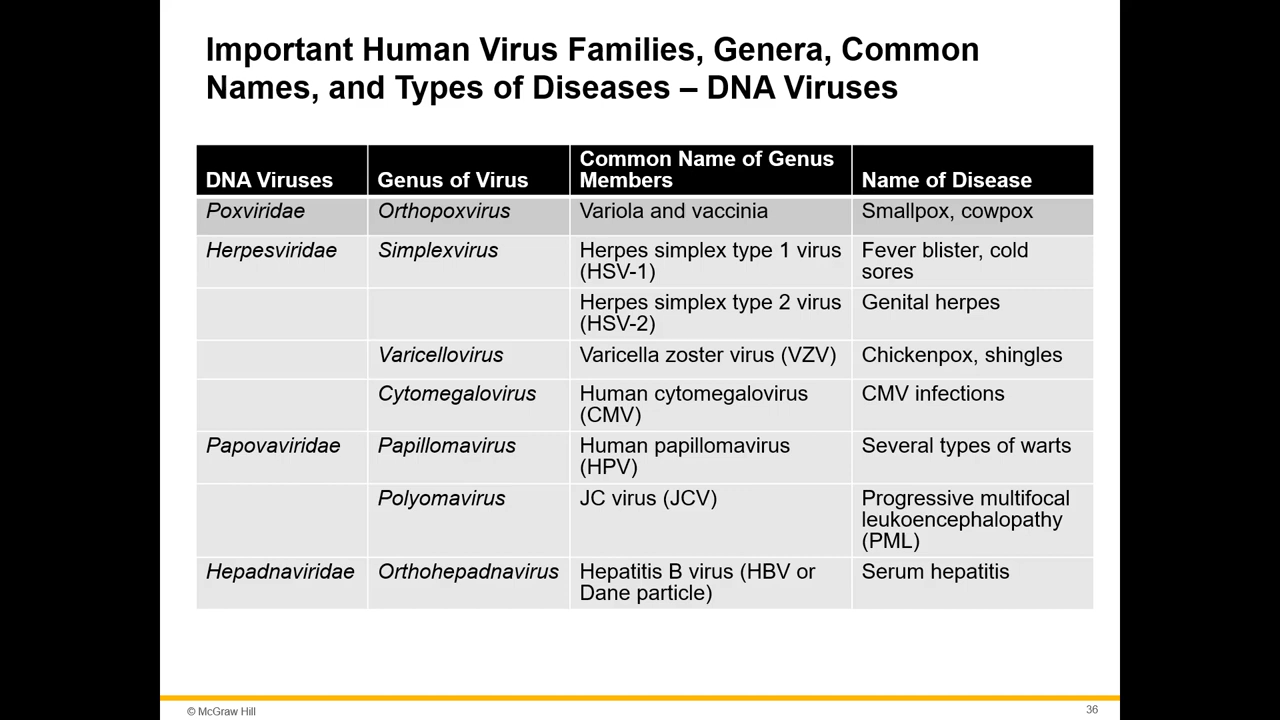 Important Human Virus Families, Genera, Common
Names, and Types of Diseases – DNA Viruses
DNA Viruses
Genus of Virus
Common Name of Genus
Members
Name of Disease
Poxviridae
Orthopoxvirus
Variola and vaccinia
Smallpox, cowpox
Herpesviridae
Simplexvirus
Herpes simplex type 1 virus
(HSV-1)
Fever blister, cold
sores
Herpes simplex type 2 virus
(HSV-2)
Genital herpes
Varicellovirus
Varicella zoster virus (VZV)
Chickenpox, shingles
Cytomegalovirus
Human cytomegalovirus
(CMV)
CMV infections
Papovaviridae
Papillomavirus
Human papillomavirus
(HPV)
Several types of warts
Polyomavirus
JC virus (JCV)
Progressive multifocal
leukoencephalopathy
(PML)
Hepadnaviridae
Orthohepadnavirus
Hepatitis B virus (HBV or
Dane particle)
Serum hepatitis
© McGraw Hill
36